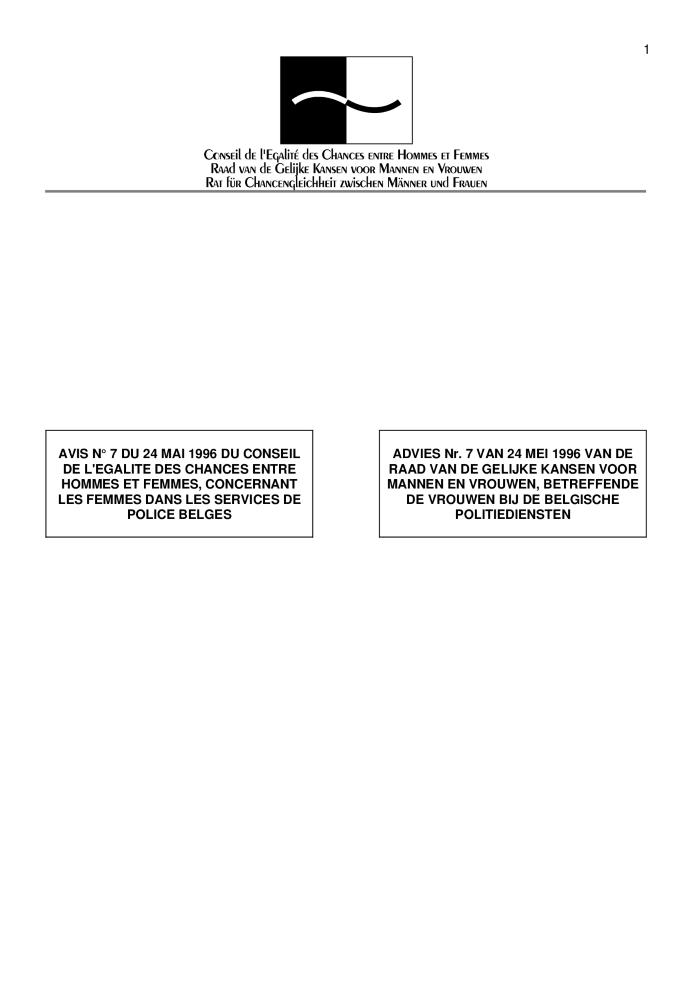 1
Conseil de l'Egalité des Chances entre Hommes et Femmes
Raad van de Gelijke Kansen voor Mannen en Vrouwen
Rat für Chancengleichheit zwischen Männer und Frauen
AVIS N° 7 DU 24 MAI 1996 DU CONSEIL
DE L'EGALITE DES CHANCES ENTRE
HOMMES ET FEMMES, CONCERNANT
LES FEMMES DANS LES SERVICES DE
POLICE BELGES
ADVIES Nr. 7 VAN 24 MEI 1996 VAN DE
RAAD VAN DE GELIJKE KANSEN VOOR
MANNEN EN VROUWEN, BETREFFENDE
DE VROUWEN BIJ DE BELGISCHE
POLITIEDIENSTEN